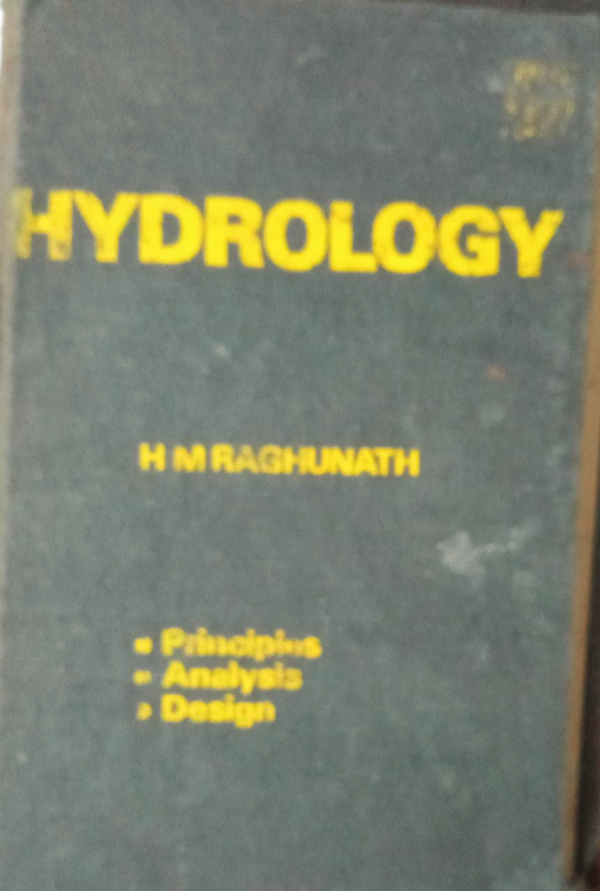 HYDROLOGY
H M RAGHUNATH
• Principles
• Analysis
• Design